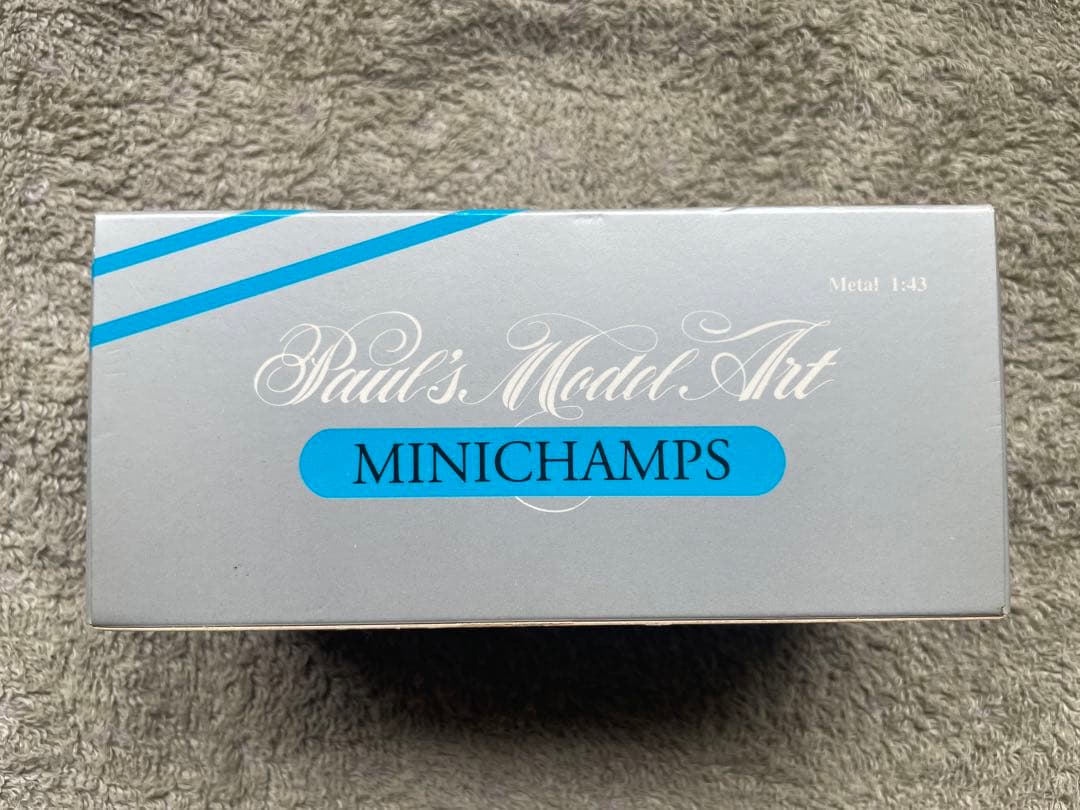 Metal 1:43
Paul's Model Art
MINICHAMPS